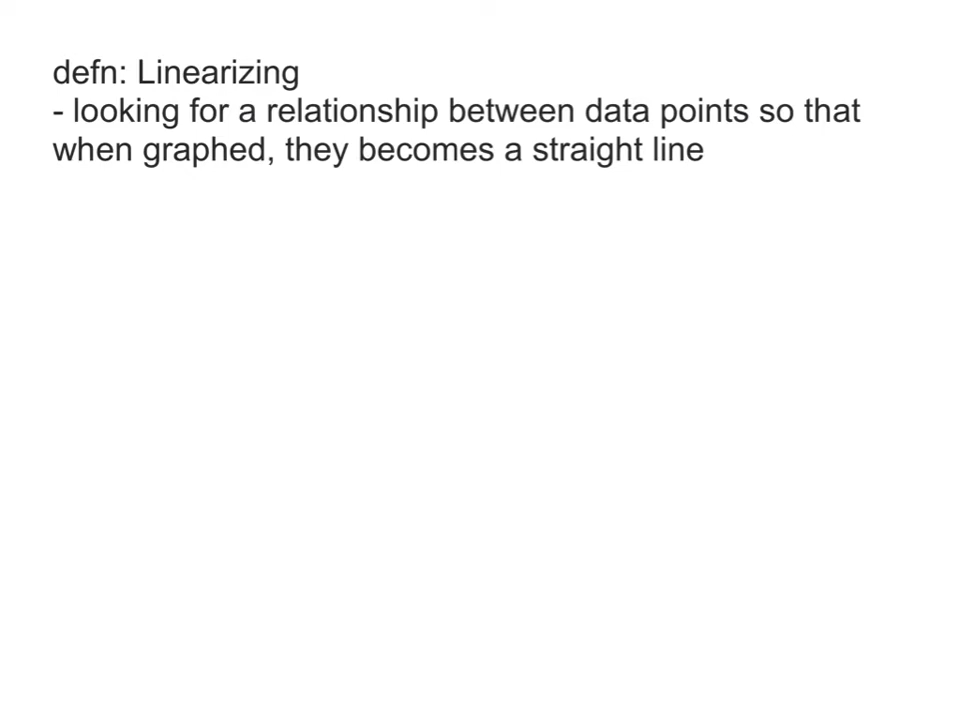 defn: Linearizing
- looking for a relationship between data points so that
when graphed, they becomes a straight line